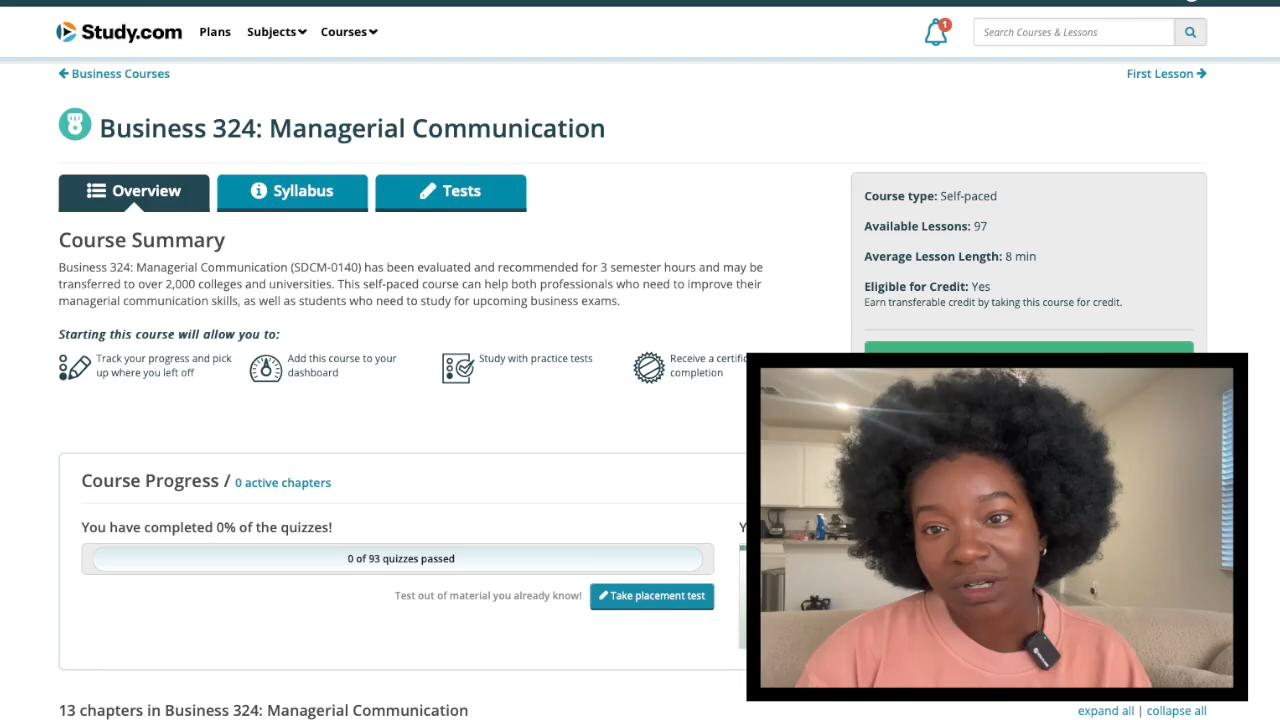 Study.com
Plans
Subjects
Courses
1
Search Courses & Lessons
Business Courses
First Lesson
Business 324: Managerial Communication
Overview
Syllabus
Tests
Course Summary
Business 324: Managerial Communication (SDCM-0140) has been evaluated and recommended for 3 semester hours and may be
transferred to over 2,000 colleges and universities. This self-paced course can help both professionals who need to improve their
managerial communication skills, as well as students who need to study for upcoming business exams.
Starting this course will allow you to:
Track your progress and pick
up where you left off
Add this course to your
dashboard
Study with practice tests
Receive a certific
completion
Course type: Self-paced
Available Lessons: 97
Average Lesson Length: 8 min
Eligible for Credit: Yes
Earn transferable credit by taking this course for credit.
Course Progress / 0 active chapters
You have completed 0% of the quizzes!
Y
0 of 93 quizzes passed
Test out of material you already know!
Take placement test
13 chapters in Business 324: Managerial Communication
expand all | collapse all